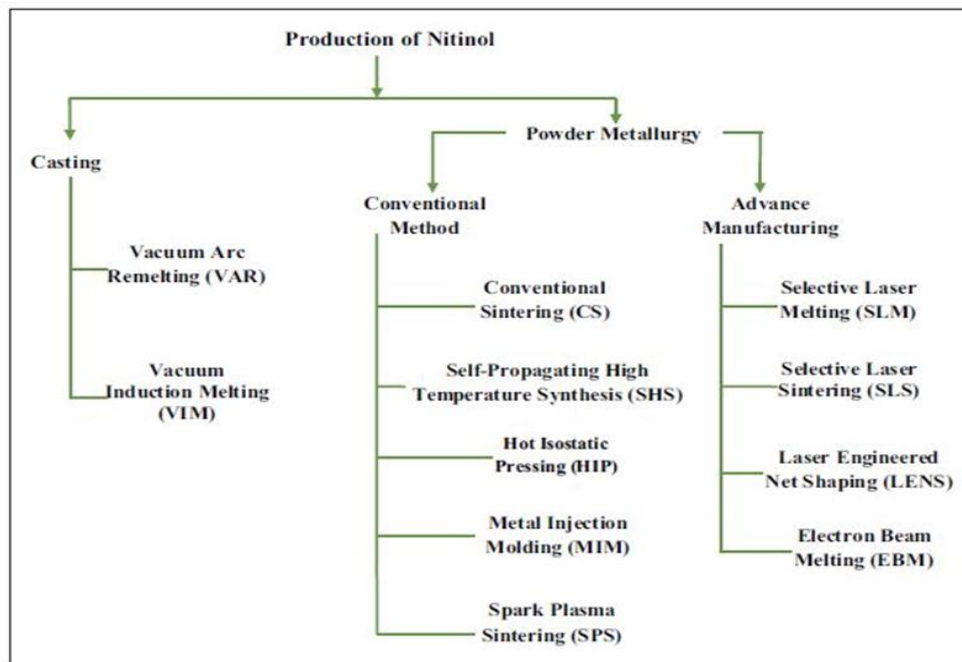 Production of Nitinol
Powder Metallurgy
Casting
Conventional
Method
Advance
Manufacturing
Vacuum Arc
Remelting (VAR)
Vacuum
Induction Melting
(VIM)
Conventional
Sintering (CS)
Self-Propagating High
Temperature Synthesis (SHS)
Hot Isostatic
Pressing (HIP)
Metal Injection
Molding (MIM)
Spark Plasma
Sintering (SPS)
Selective Laser
Melting (SLM)
Selective Laser
Sintering (SLS)
Laser Engineered
Net Shaping (LENS)
Electron Beam
Melting (EBM)